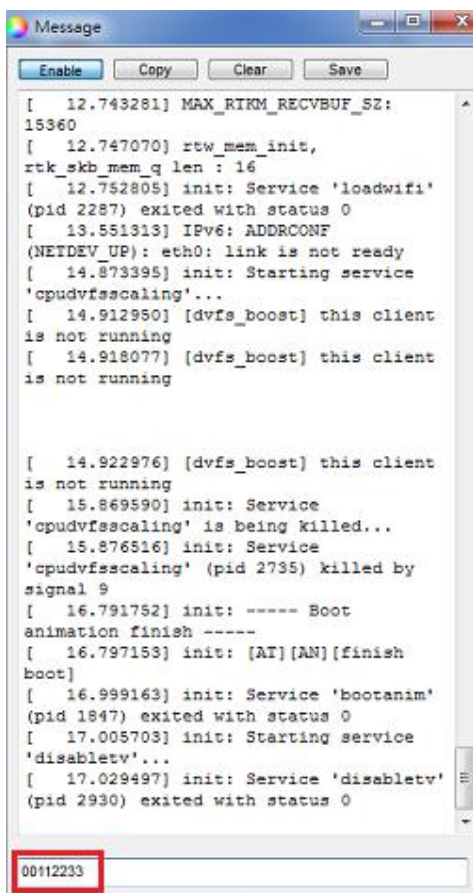 Message
Enable Copy Clear Save
[   12.743281] MAX_RTKM_RECVBUF_SZ:
15360
[   12.747070] rtw_mem_init,
rtk_skb_mem_q len : 16
[   12.752805] init: Service 'loadwifi'
(pid 2287) exited with status 0
[   13.551313] IPv6: ADDRCONF
(NETDEV_UP): eth0: link is not ready
[   14.873395] init: Starting service
'cpudvfsscaling'...
[   14.912950] [dvfs_boost] this client
is not running
[   14.918077] [dvfs_boost] this client
is not running
[   14.922976] [dvfs_boost] this client
is not running
[   15.869590] init: Service
'cpudvfsscaling' is being killed...
[   15.876516] init: Service
'cpudvfsscaling' (pid 2735) killed by
signal 9
[   16.791752] init: ----- Boot
animation finish -----
[   16.797153] init: [AT][AN][finish
boot]
[   16.999163] init: Service 'bootanim'
(pid 1847) exited with status 0
[   17.005703] init: Starting service
'disabletv'...
[   17.029497] init: Service 'disabletv'
(pid 2930) exited with status 0
00112233